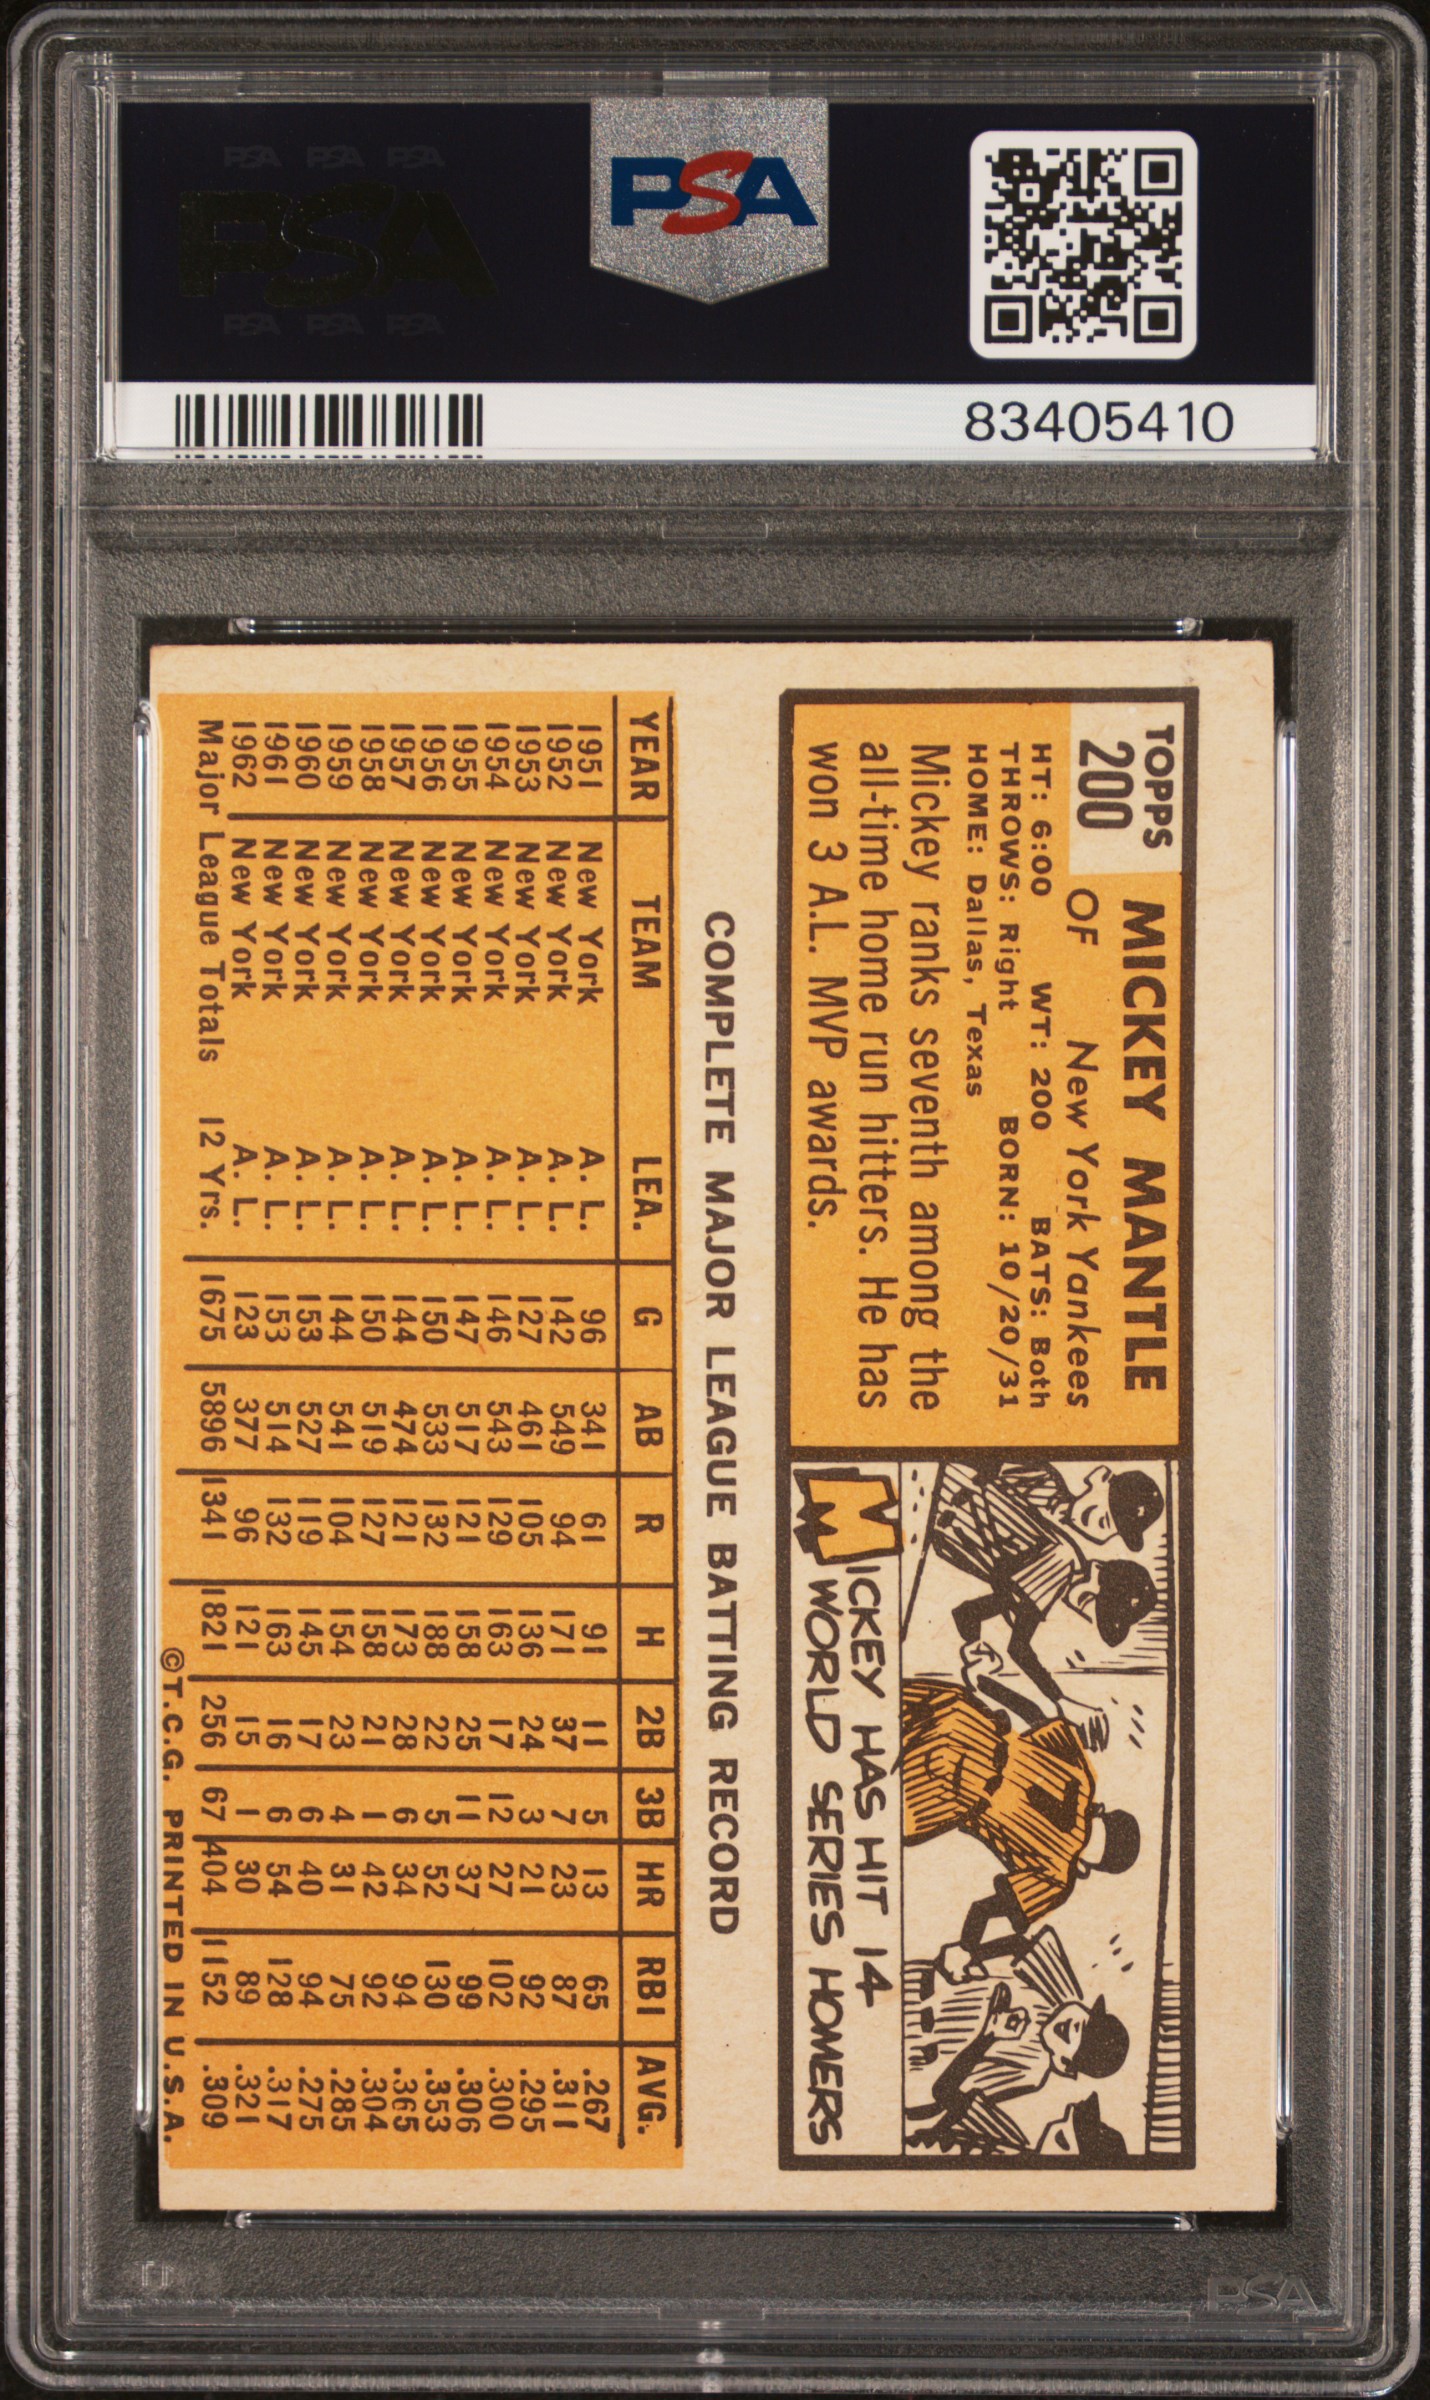 PSA PSA PSA
PSA
PSA PSA PSA
PSA
83405410
TOPPS
200
MICKEY MANTLE
OF New York Yankees
HT: 6:00 WT: 200 BATS: Both
THROWS: Right BORN: 10/20/31
HOME: Dallas, Texas
Mickey ranks seventh among the
all-time home run hitters. He has
won 3 A.L. MVP awards.
MICKEY HAS HIT 14
WORLD SERIES HOMERS
7
COMPLETE MAJOR LEAGUE BATTING RECORD
YEAR TEAM LEA. G AB R H 2B 3B HR RBI AVG.
1951 New York A. L. 96 341 61 91 11 5 13 65 .267
1952 New York A. L. 142 549 94 171 37 7 23 87 .311
1953 New York A. L. 127 461 105 136 24 3 21 92 .295
1954 New York A. L. 146 543 129 163 17 12 27 102 .300
1955 New York A. L. 147 517 121 158 25 11 37 99 .306
1956 New York A. L. 150 533 132 188 22 5 52 130 .353
1957 New York A. L. 144 474 121 173 28 6 34 94 .365
1958 New York A. L. 150 519 127 158 21 1 42 92 .304
1959 New York A. L. 144 541 104 154 23 4 31 75 .285
1960 New York A. L. 153 527 119 145 17 6 40 94 .275
1961 New York A. L. 153 514 132 163 16 6 54 128 .317
1962 New York A. L. 123 377 96 121 15 1 30 89 .321
Major League Totals 12 Yrs. 1675 5896 1341 1821 256 67 404 1152 .309
©T.C.G. PRINTED IN U.S.A.
PSA